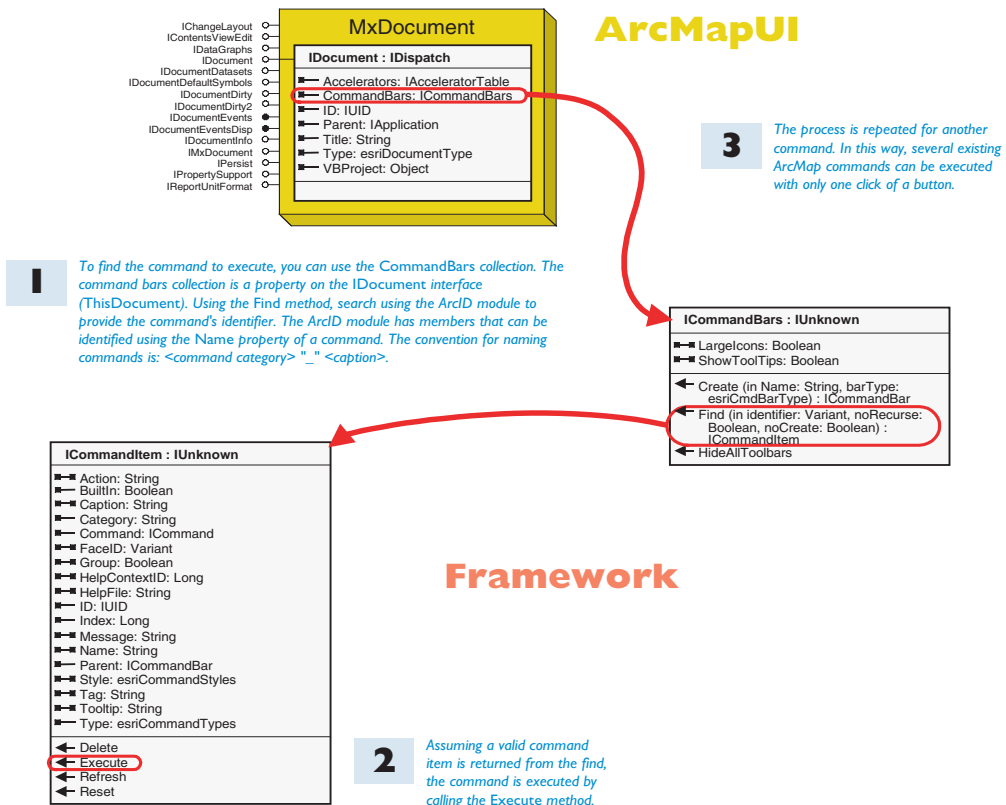 ArcMapUI
MxDocument
IChangeLayout
IContentsViewEdit
IDataGraphs
IDocument
IDocumentDatasets
IDocumentDefaultSymbols
IDocumentDirty
IDocumentDirty2
IDocumentEvents
IDocumentEventsDisp
IDocumentInfo
IMxDocument
IPersist
IPropertySupport
IReportUnitFormat
IDocument : IDispatch
Accelerators: IAcceleratorTable
CommandBars: ICommandBars
ID: IUID
Parent: IApplication
Title: String
Type: esriDocumentType
VBProject: Object
3
The process is repeated for another
command. In this way, several existing
ArcMap commands can be executed
with only one click of a button.
1
To find the command to execute, you can use the CommandBars collection. The
command bars collection is a property on the IDocument interface
(ThisDocument). Using the Find method, search using the ArcID module to
provide the command's identifier. The ArcID module has members that can be
identified using the Name property of a command. The convention for naming
commands is: <command category> "_" <caption>.
ICommandBars : IUnknown
LargeIcons: Boolean
ShowToolTips: Boolean
Create (in Name: String, barType:
esriCmdBarType) : ICommandBar
Find (in identifier: Variant, noRecurse:
Boolean, noCreate: Boolean) :
ICommandItem
HideAllToolbars
ICommandItem : IUnknown
Action: String
BuiltIn: Boolean
Caption: String
Category: String
Command: ICommand
FaceID: Variant
Group: Boolean
HelpContextID: Long
HelpFile: String
ID: IUID
Index: Long
Message: String
Name: String
Parent: ICommandBar
Style: esriCommandStyles
Tag: String
Tooltip: String
Type: esriCommandTypes
Delete
Execute
Refresh
Reset
Framework
2
Assuming a valid command
item is returned from the find,
the command is executed by
calling the Execute method.